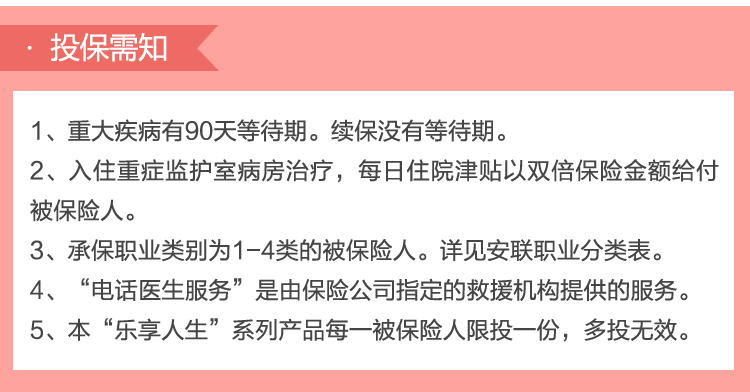 · 投保需知
1、重大疾病有90天等待期。续保没有等待期。
2、入住重症监护室病房治疗，每日住院津贴以双倍保险金额给付
被保险人。
3、承保职业类别为1-4类的被保险人。详见安联职业分类表。
4、“电话医生服务”是由保险公司指定的救援机构提供的服务。
5、本“乐享人生”系列产品每一被保险人限投一份，多投无效。